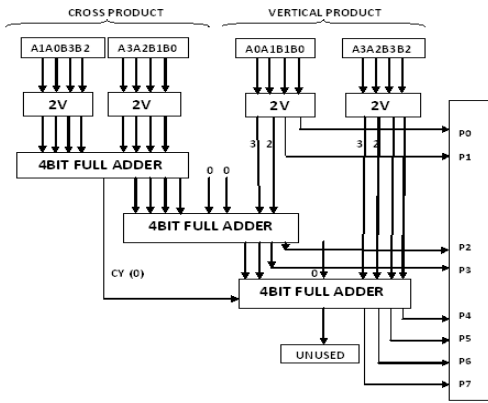 CROSS PRODUCT VERTICAL PRODUCT
A1A0B3B2 A3A2B1B0 A0A1B1B0 A3A2B3B2
2V 2V 2V 2V
P0
3 2 3 2 P1
4BIT FULL ADDER 0 0
4BIT FULL ADDER
P2
CY (0) 0 P3
4BIT FULL ADDER
P4
P5
UNUSED P6
P7